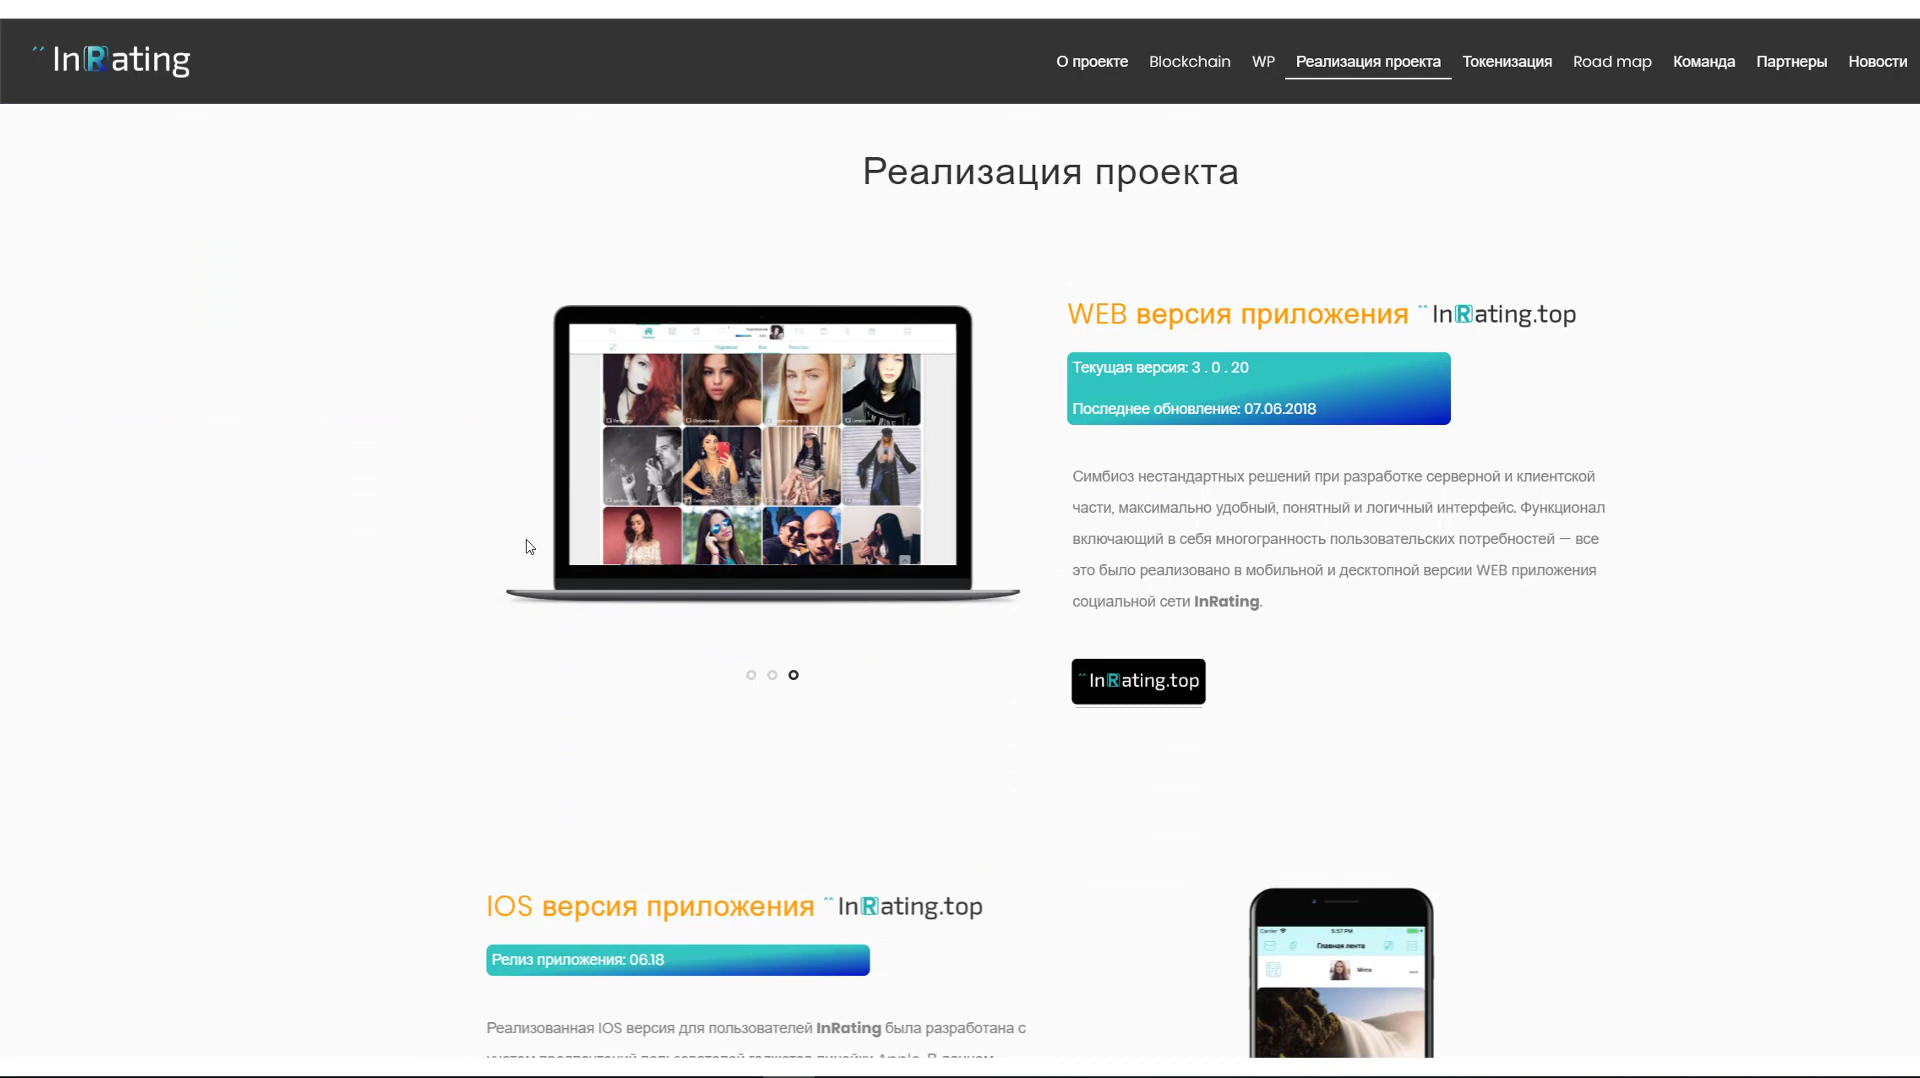 InRating
О проекте Blockchain WP Реализация проекта Токенизация Road map Команда Партнеры Новости
Реализация проекта
WEB версия приложения InRating.top
Текущая версия: 3 . 0 . 20
Последнее обновление: 07.06.2018
Симбиоз нестандартных решений при разработке серверной и клиентской
части, максимально удобный, понятный и логичный интерфейс. Функционал
включающий в себя многогранность пользовательских потребностей — все
это было реализовано в мобильной и десктопной версии WEB приложения
социальной сети InRating.
InRating.top
IOS версия приложения InRating.top
Релиз приложения: 06.18
Реализованная IOS версия для пользователей InRating была разработана с
Carrier 5:57 PM
Главная лента